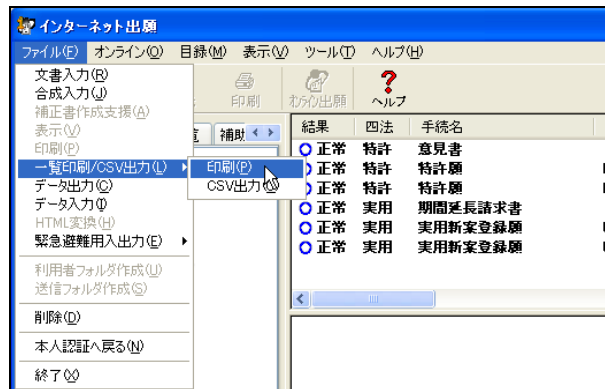 インターネット出願
ファイル(F) オンライン(O) 目録(M) 表示(V) ツール(T) ヘルプ(H)
印刷 オンライン出願 ヘルプ
文書入力(R)
合成入力(J)
補正書作成支援(A)
表示(V)
印刷(P)
一覧印刷/CSV出力(L)
データ出力(C)
データ入力(I)
HTML変換(H)
緊急避難用入出力(E)
利用者フォルダ作成(U)
送信フォルダ作成(S)
削除(D)
本人認証へ戻る(N)
終了(X)
印刷(P)
CSV出力
補助
結果 四法 手続名
正常 特許 意見書
正常 特許 特許願
正常 特許 特許願
正常 実用 期間延長請求書
正常 実用 実用新案登録願
正常 実用 実用新案登録願